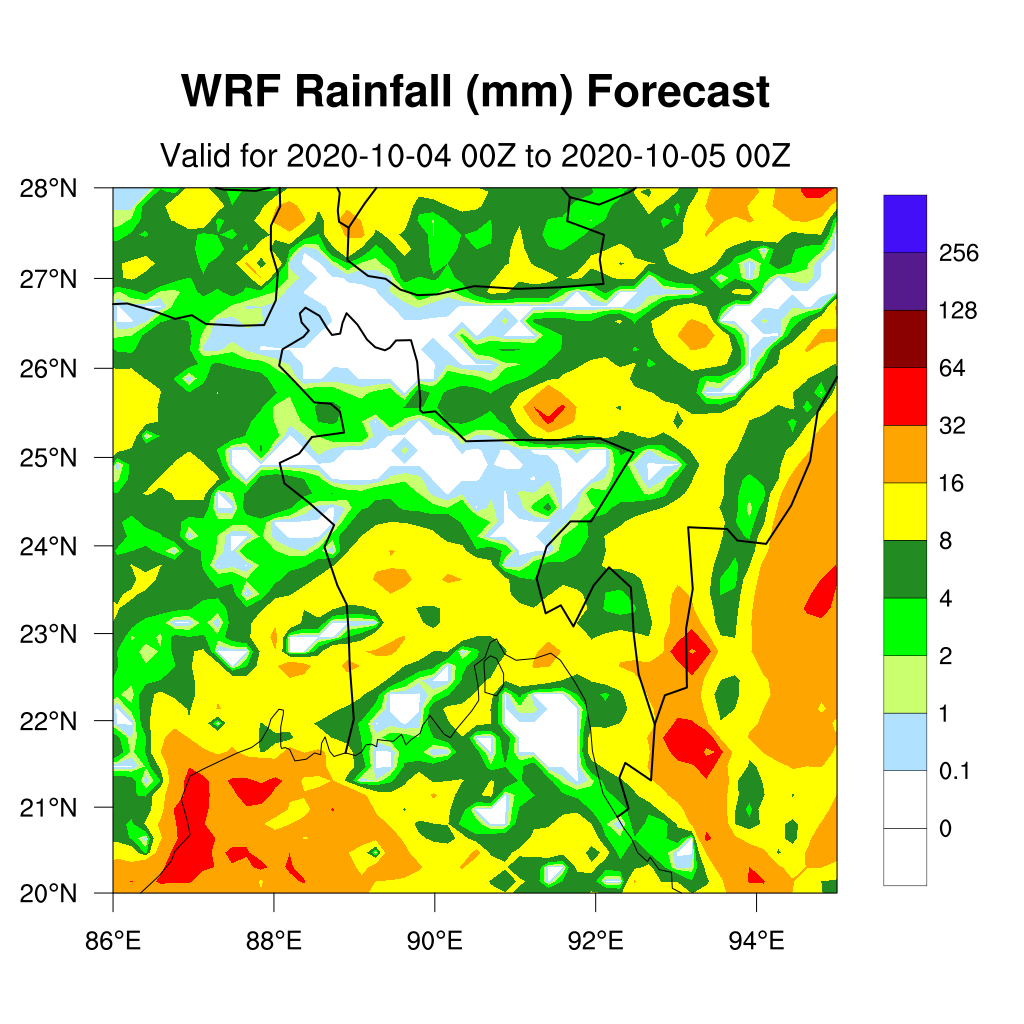 WRF Rainfall (mm) Forecast
Valid for 2020-10-04 00Z to 2020-10-05 00Z
28°N
27°N
26°N
25°N
24°N
23°N
22°N
21°N
20°N
86°E
88°E
90°E
92°E
94°E
256
128
64
32
16
8
4
2
1
0.1
0